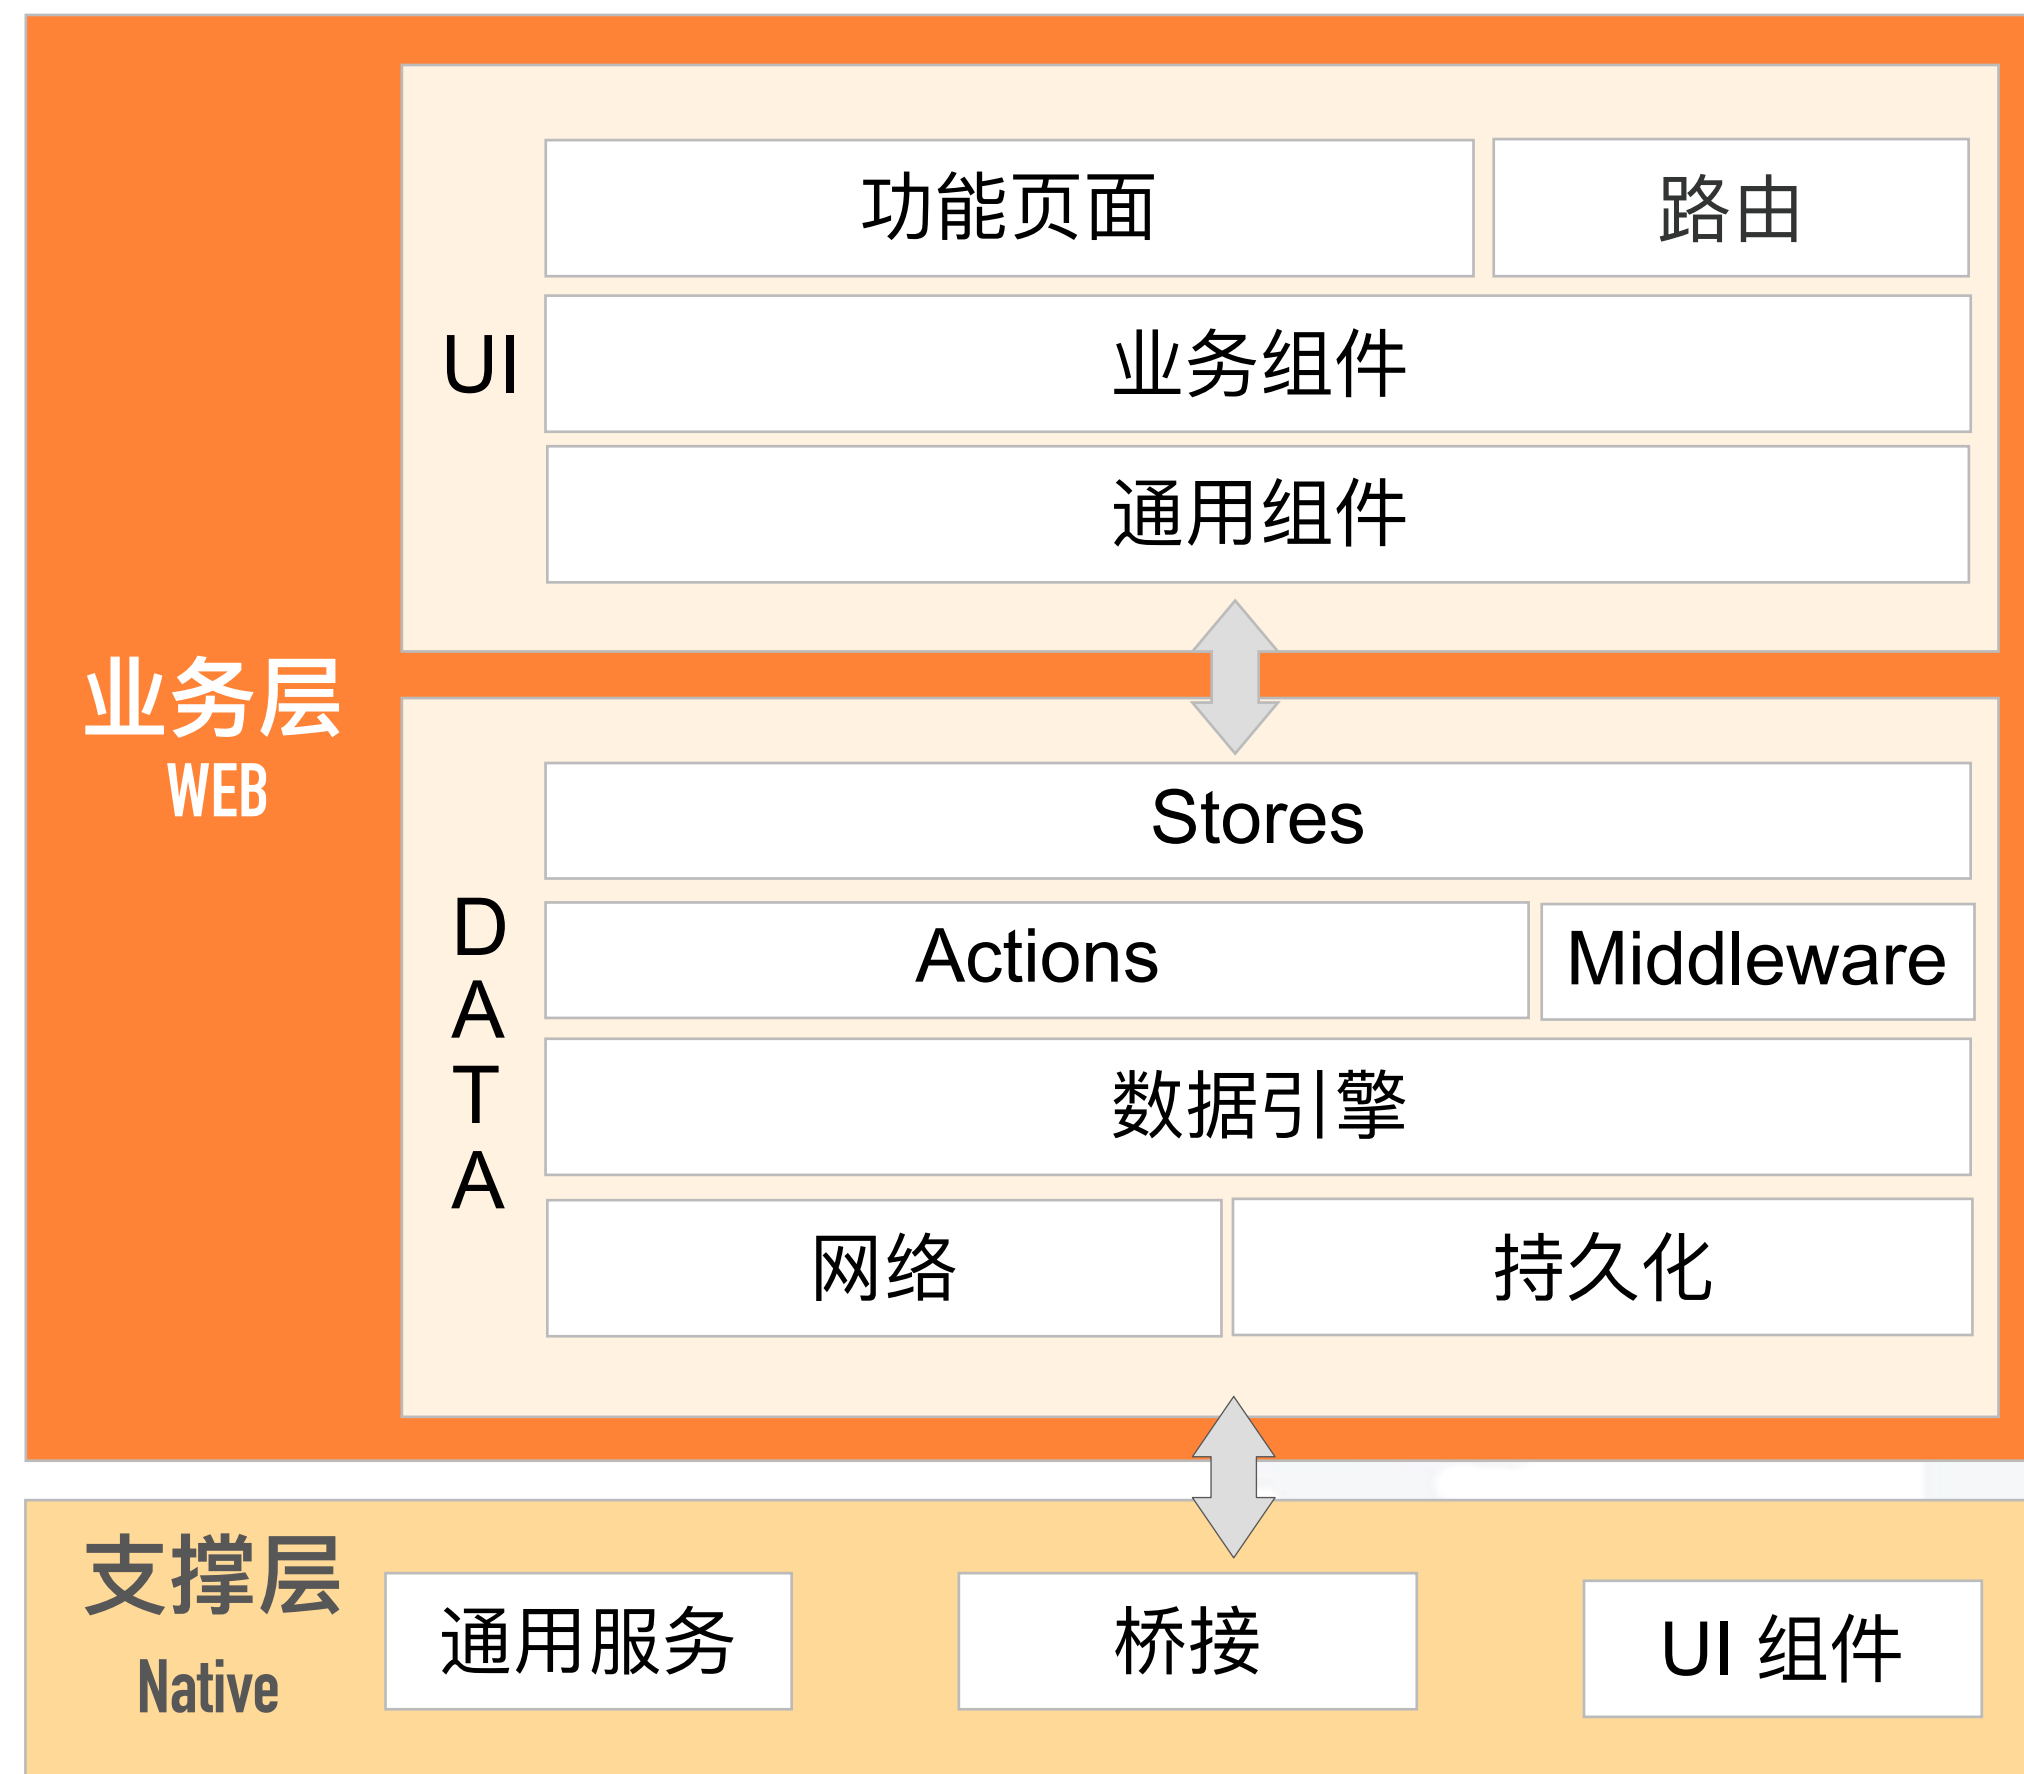 功能页面
路由
UI
业务组件
通用组件
业务层
WEB
Stores
DATA
Actions
Middleware
数据引擎
网络
持久化
支撑层
Native
通用服务
桥接
UI 组件